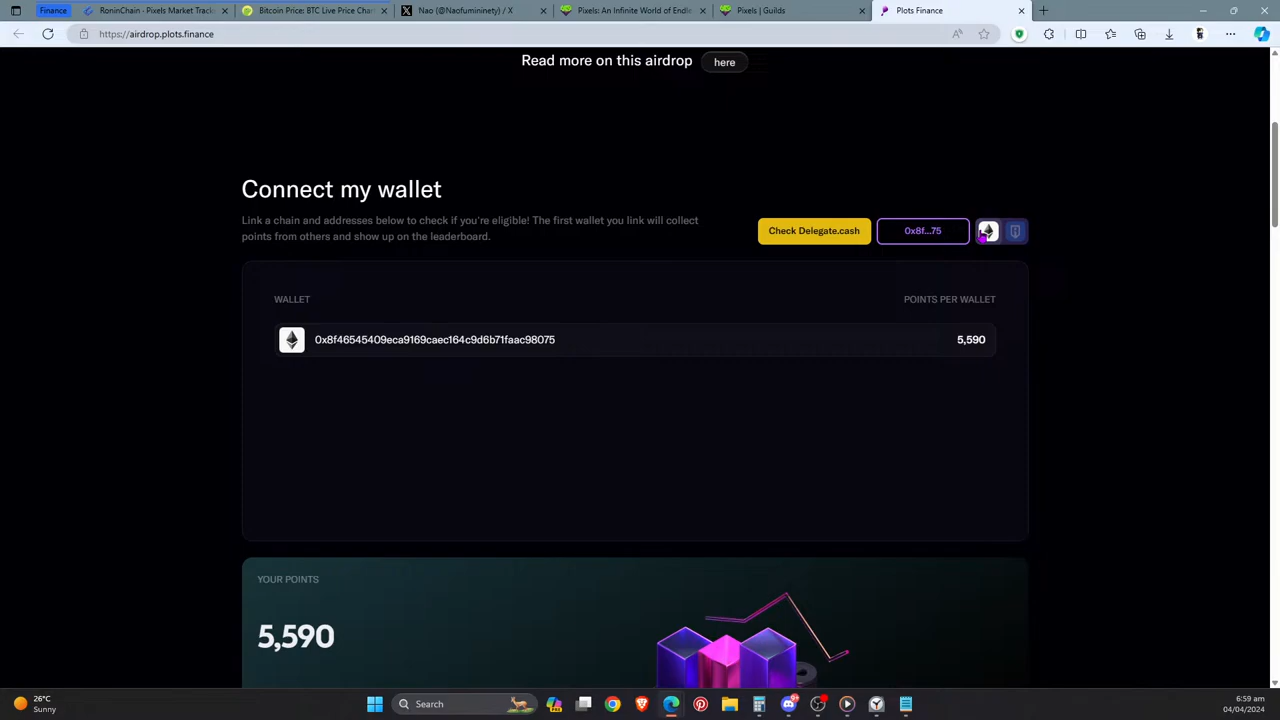 Finance
RoninChain - Pixels Market Track
Bitcoin Price: BTC Live Price Char
Nao (@Naofumininety) / X
Pixels: An Infinite World of Endle
Pixels | Guilds
Plots Finance
https://airdrop.plots.finance
Read more on this airdrop here
Connect my wallet
Link a chain and addresses below to check if you're eligible! The first wallet you link will collect
points from others and show up on the leaderboard.
Check Delegate.cash
0x8f...75
WALLET
POINTS PER WALLET
0x8f46545409eca9169caec164c9d6b71faac98075
5,590
YOUR POINTS
5,590
26°C
Sunny
Search
6:59 am
04/04/2024